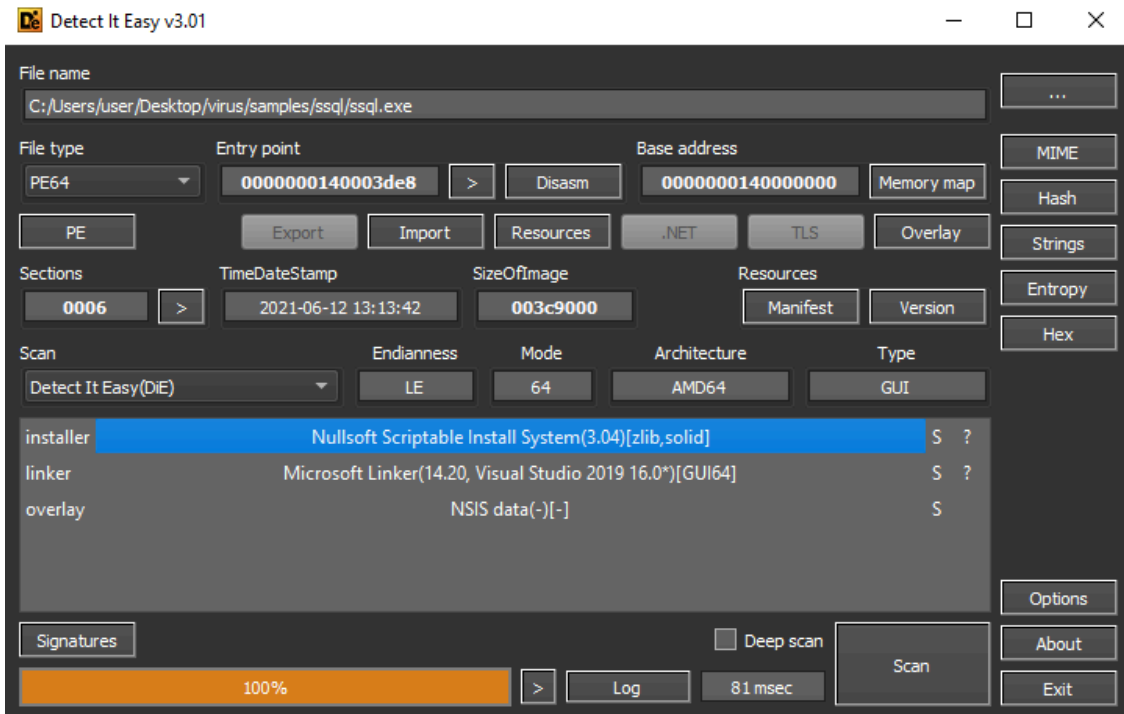 Detect It Easy v3.01
File name
C:/Users/user/Desktop/virus/samples/ssql/ssql.exe
...
File type Entry point Base address
PE64 0000000140003de8 > Disasm 0000000140000000 Memory map
MIME
Hash
PE Export Import Resources .NET TLS Overlay
Strings
Sections TimeDateStamp SizeOfImage Resources
Entropy
0006 > 2021-06-12 13:13:42 003c9000 Manifest Version
Hex
Scan Endianness Mode Architecture Type
Detect It Easy(DiE) LE 64 AMD64 GUI
installer Nullsoft Scriptable Install System(3.04)[zlib,solid] S ?
linker Microsoft Linker(14.20, Visual Studio 2019 16.0*)[GUI64] S ?
overlay NSIS data(-)[-] S
Options
Signatures Deep scan Scan About
100% > Log 81 msec Exit